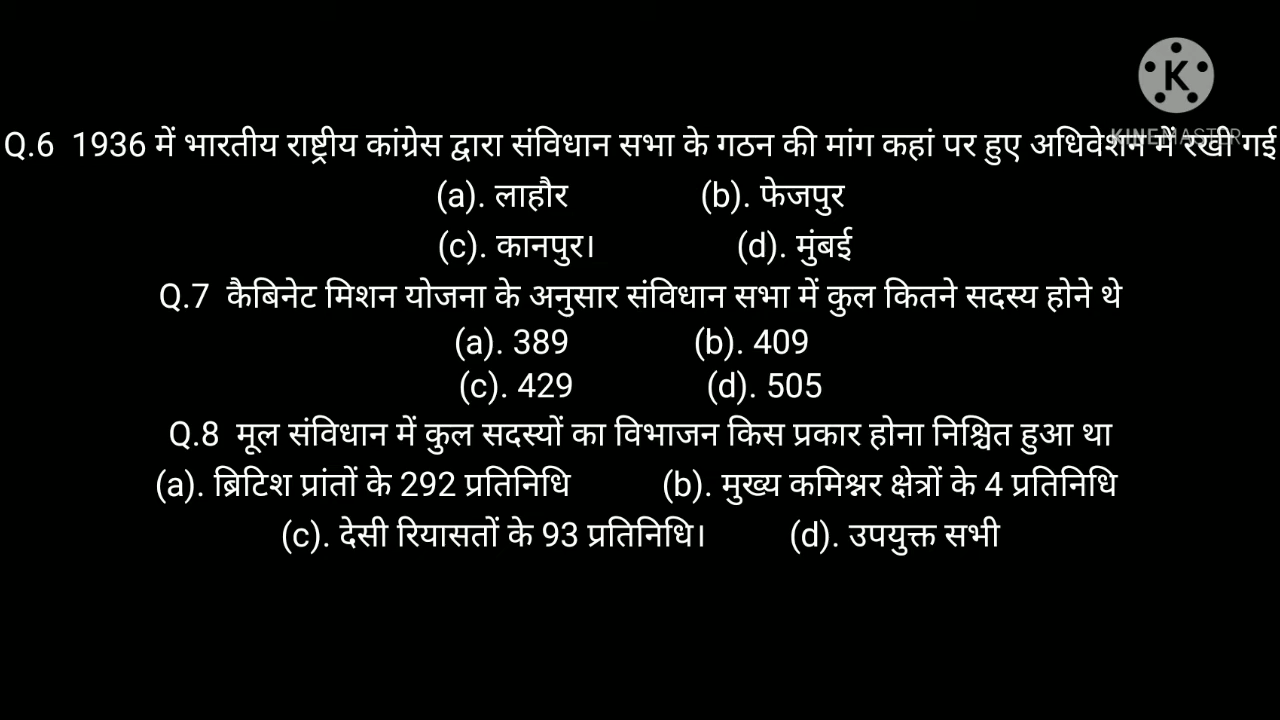 K
KINEMASTER
Q.6 1936 में भारतीय राष्ट्रीय कांग्रेस द्वारा संविधान सभा के गठन की मांग कहां पर हुए अधिवेशन में रखी गई
(a). लाहौर (b). फेजपुर
(c). कानपुर। (d). मुंबई
Q.7 कैबिनेट मिशन योजना के अनुसार संविधान सभा में कुल कितने सदस्य होने थे
(a). 389 (b). 409
(c). 429 (d). 505
Q.8 मूल संविधान में कुल सदस्यों का विभाजन किस प्रकार होना निश्चित हुआ था
(a). ब्रिटिश प्रांतों के 292 प्रतिनिधि (b). मुख्य कमिश्नर क्षेत्रों के 4 प्रतिनिधि
(c). देसी रियासतों के 93 प्रतिनिधि। (d). उपयुक्त सभी